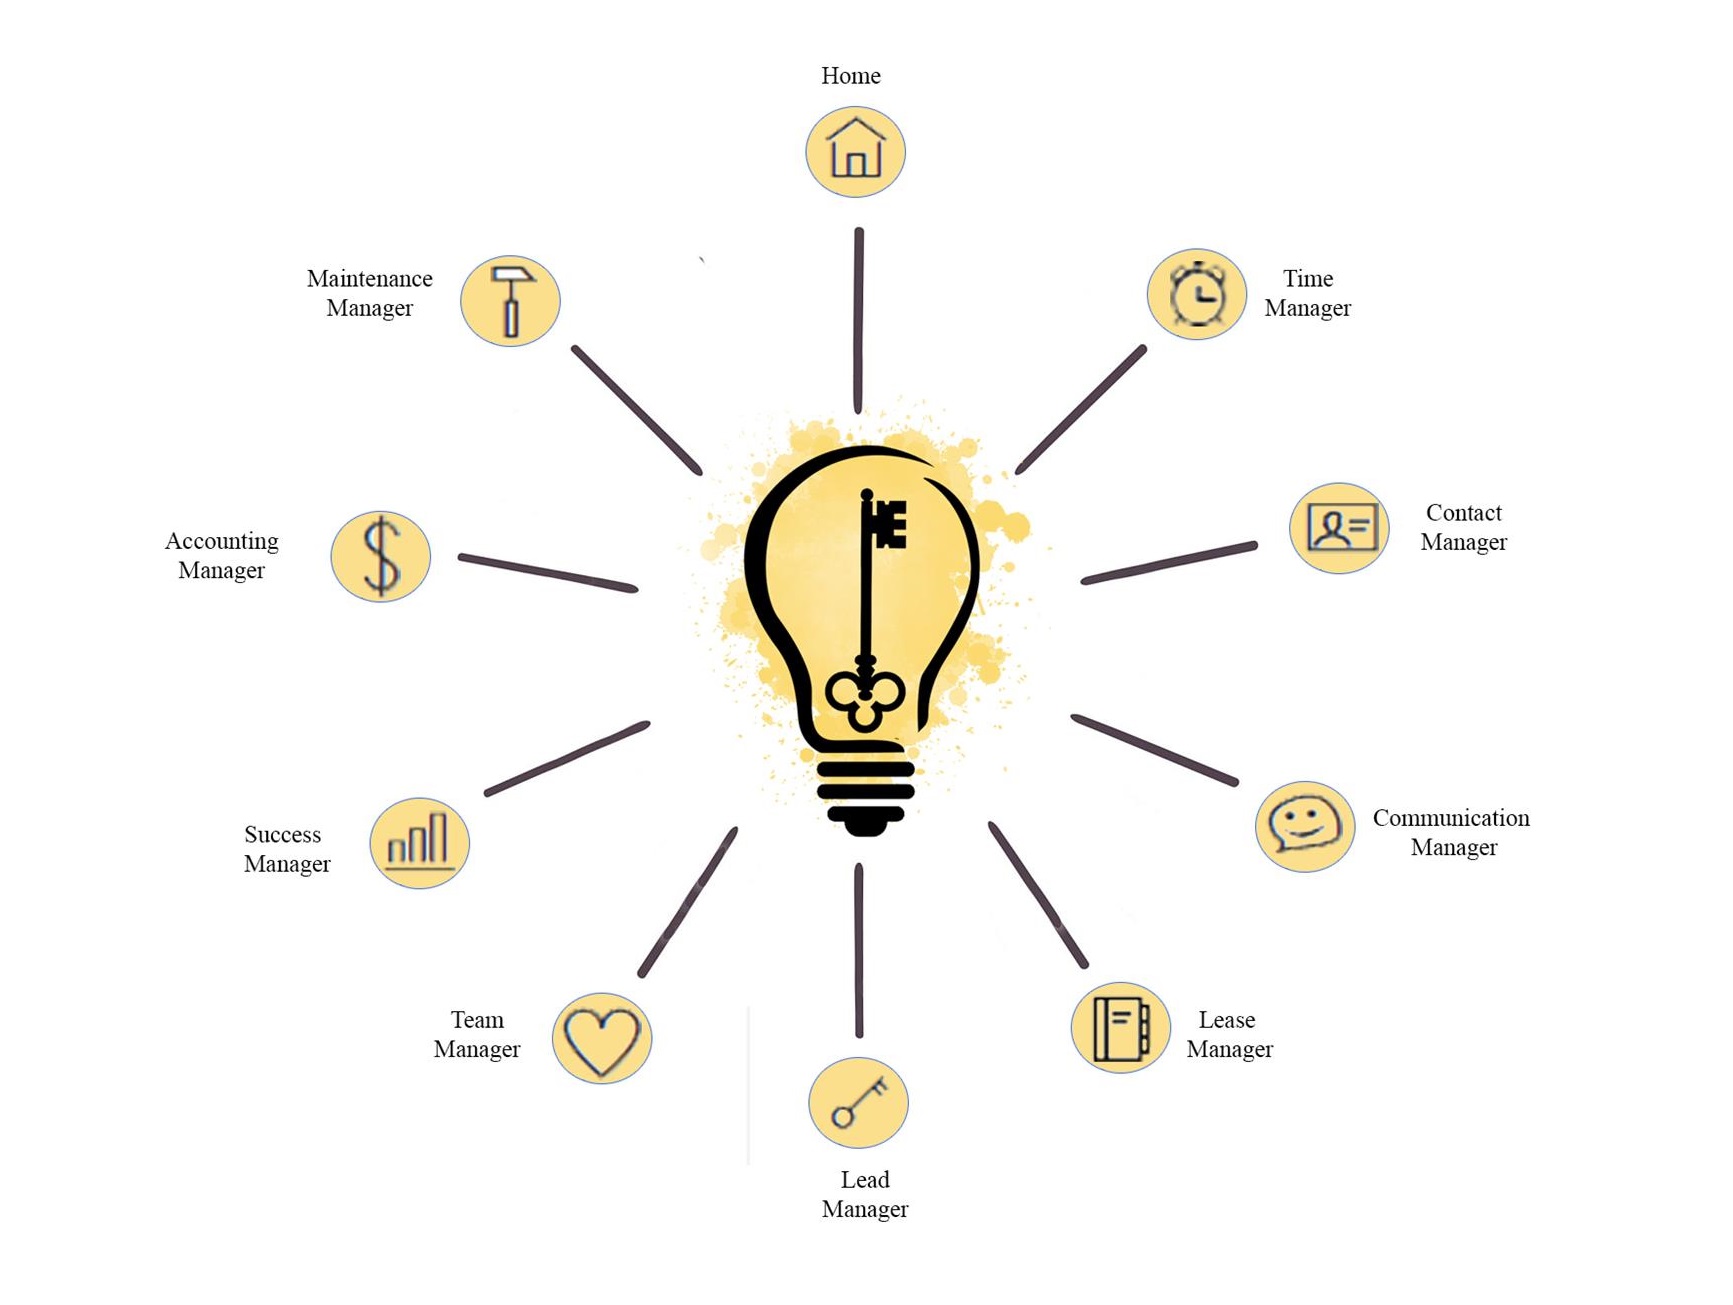 Home
Maintenance
Manager
Time
Manager
Accounting
Manager
Contact
Manager
Success
Manager
Communication
Manager
Team
Manager
Lease
Manager
Lead
Manager